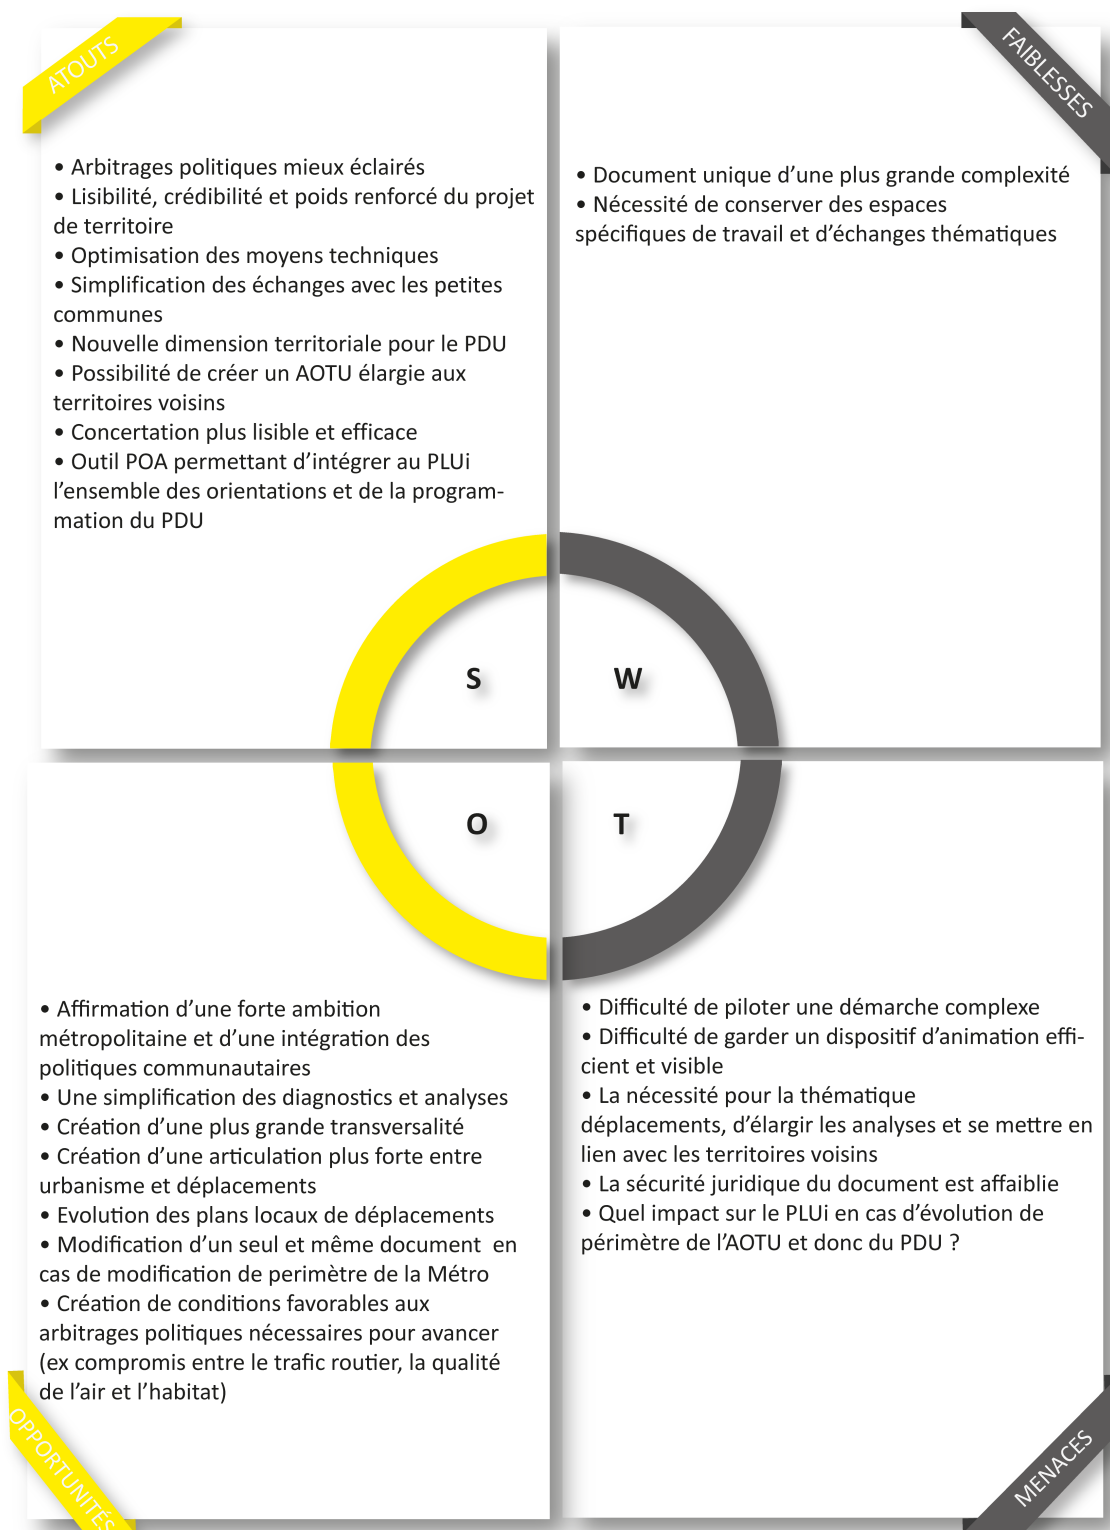 ATOUTS
• Arbitrages politiques mieux éclairés
• Lisibilité, crédibilité et poids renforcé du projet
de territoire
• Optimisation des moyens techniques
• Simplification des échanges avec les petites
communes
• Nouvelle dimension territoriale pour le PDU
• Possibilité de créer un AOTU élargie aux
territoires voisins
• Concertation plus lisible et efficace
• Outil POA permettant d’intégrer au PLUi
l’ensemble des orientations et de la program-
mation du PDU
S
FAIBLESSES
• Document unique d’une plus grande complexité
• Nécessité de conserver des espaces
spécifiques de travail et d’échanges thématiques
W
O
• Affirmation d’une forte ambition
métropolitaine et d’une intégration des
politiques communautaires
• Une simplification des diagnostics et analyses
• Création d’une plus grande transversalité
• Création d’une articulation plus forte entre
urbanisme et déplacements
• Evolution des plans locaux de déplacements
• Modification d’un seul et même document  en
cas de modification de perimètre de la Métro
• Création de conditions favorables aux
arbitrages politiques nécessaires pour avancer
(ex compromis entre le trafic routier, la qualité
de l’air et l’habitat)
OPPORTUNITÉS
T
• Difficulté de piloter une démarche complexe
• Difficulté de garder un dispositif d’animation effi-
cient et visible
• La nécessité pour la thématique
déplacements, d’élargir les analyses et se mettre en
lien avec les territoires voisins
• La sécurité juridique du document est affaiblie
• Quel impact sur le PLUi en cas d’évolution de
périmètre de l’AOTU et donc du PDU ?
MENACES